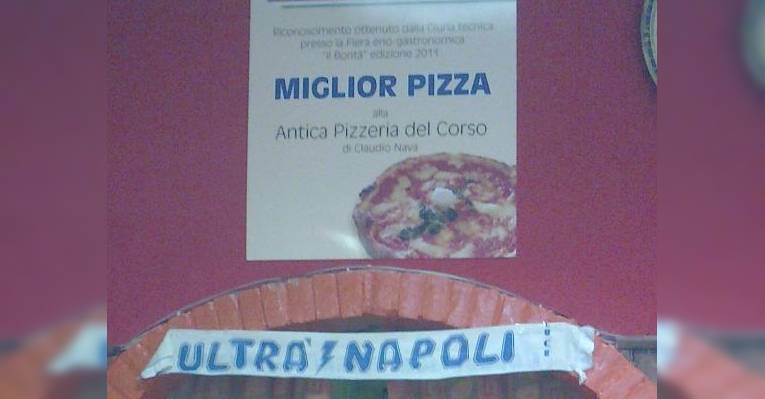 Riconoscimento ottenuto dalla Giuria tecnica
presso la Fiera eno-gastronomica
"Il Bontà" edizione 2011
MIGLIOR PIZZA
alla
Antica Pizzeria del Corso
di Claudio Nava
ULTRA' NAPOLI